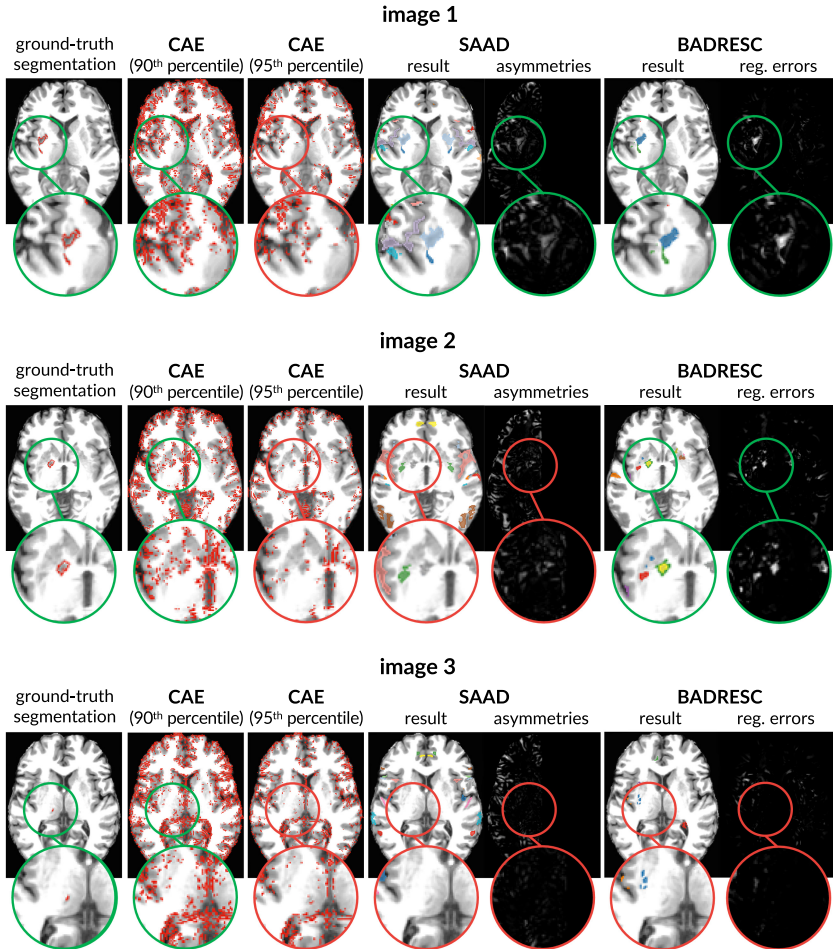 image 1
ground-truth segmentation
CAE (90th percentile)
CAE (95th percentile)
SAAD
result
asymmetries
BADRESC
result
reg. errors
image 2
ground-truth segmentation
CAE (90th percentile)
CAE (95th percentile)
SAAD
result
asymmetries
BADRESC
result
reg. errors
image 3
ground-truth segmentation
CAE (90th percentile)
CAE (95th percentile)
SAAD
result
asymmetries
BADRESC
result
reg. errors